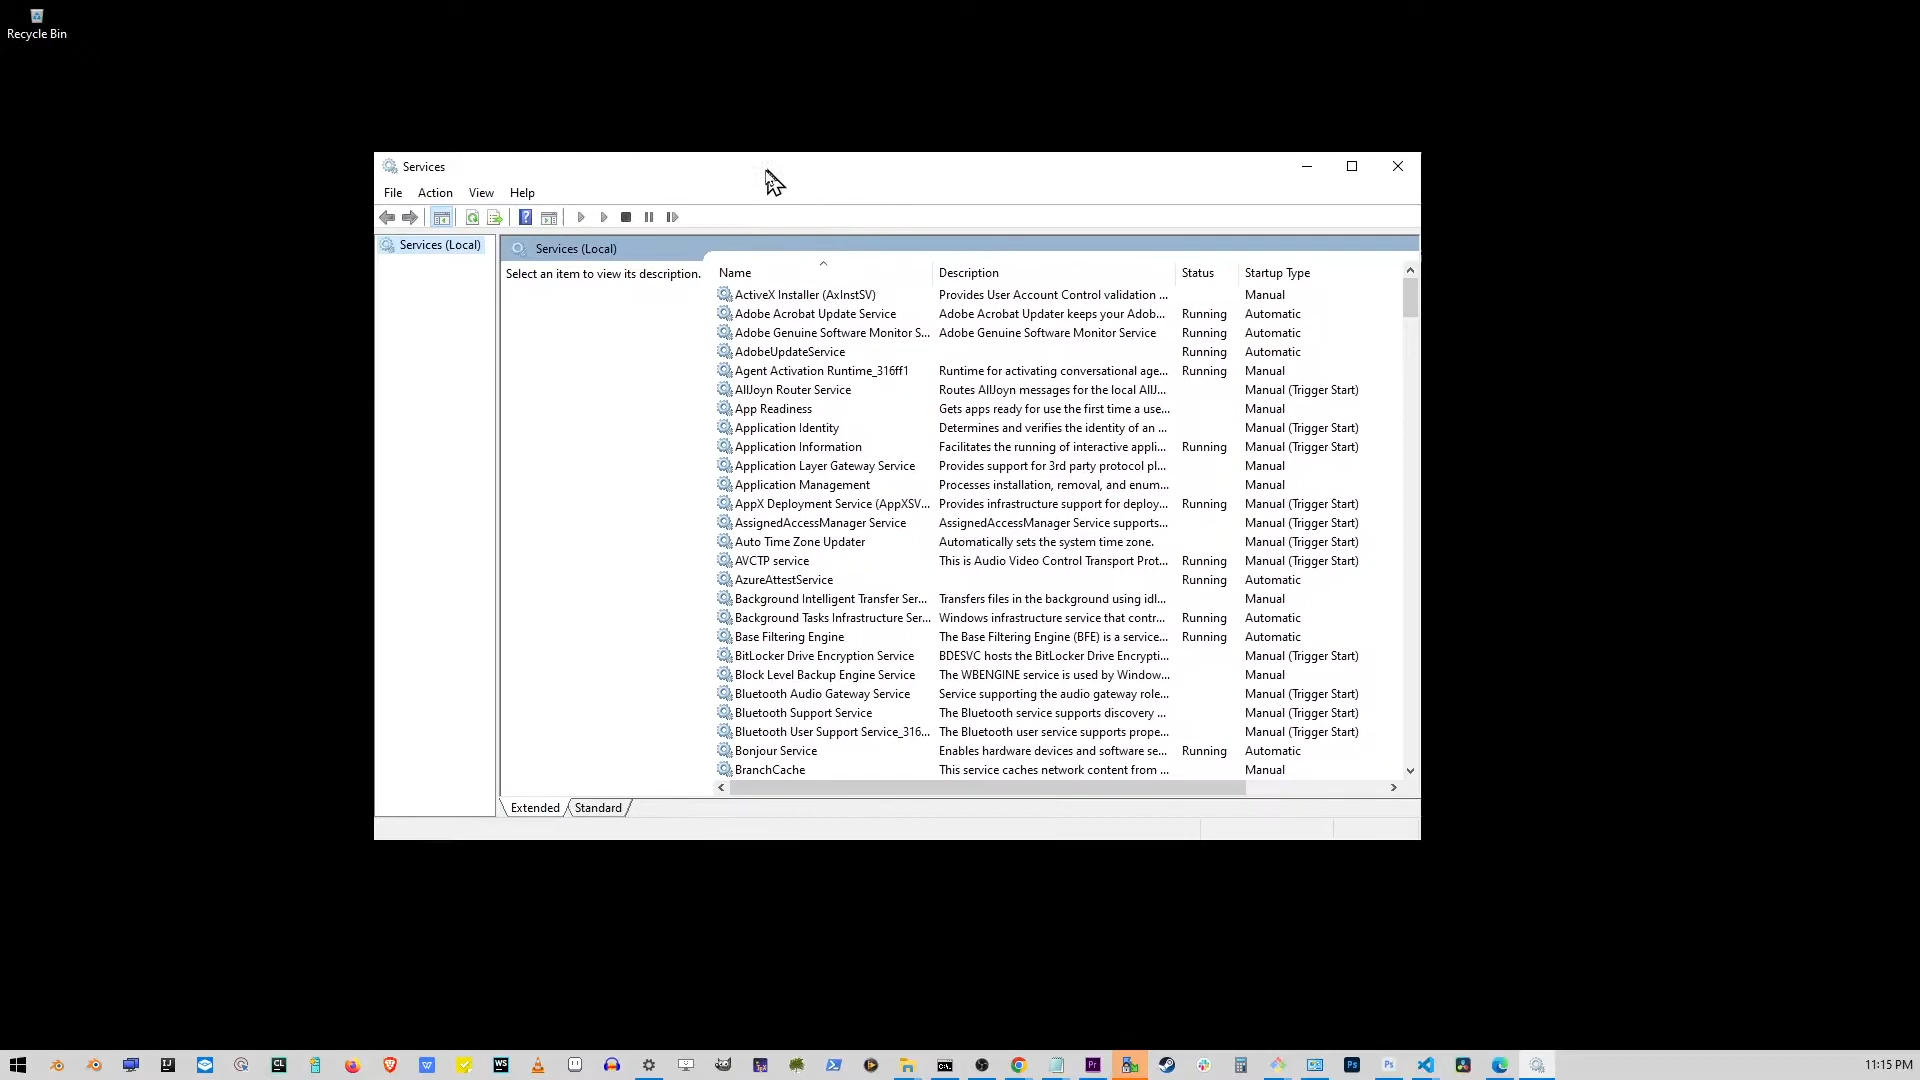 Recycle Bin
Services
File Action View Help
Services (Local)
Services (Local)
Select an item to view its description.
Name Description Status Startup Type
ActiveX Installer (AxInstSV) Provides User Account Control validation ... Manual
Adobe Acrobat Update Service Adobe Acrobat Updater keeps your Adob... Running Automatic
Adobe Genuine Software Monitor S... Adobe Genuine Software Monitor Service Running Automatic
AdobeUpdateService Running Automatic
Agent Activation Runtime_316ff1 Runtime for activating conversational age... Running Manual
AllJoyn Router Service Routes AllJoyn messages for the local AllJ... Manual (Trigger Start)
App Readiness Gets apps ready for use the first time a use... Manual
Application Identity Determines and verifies the identity of an ... Manual (Trigger Start)
Application Information Facilitates the running of interactive appli... Running Manual (Trigger Start)
Application Layer Gateway Service Provides support for 3rd party protocol pl... Manual
Application Management Processes installation, removal, and enum... Manual
AppX Deployment Service (AppXSV... Provides infrastructure support for deploy... Running Manual (Trigger Start)
AssignedAccessManager Service AssignedAccessManager Service supports... Manual (Trigger Start)
Auto Time Zone Updater Automatically sets the system time zone. Manual (Trigger Start)
AVCTP service This is Audio Video Control Transport Prot... Running Manual (Trigger Start)
AzureAttestService Running Automatic
Background Intelligent Transfer Ser... Transfers files in the background using idl... Manual
Background Tasks Infrastructure Ser... Windows infrastructure service that contr... Running Automatic
Base Filtering Engine The Base Filtering Engine (BFE) is a service... Running Automatic
BitLocker Drive Encryption Service BDESVC hosts the BitLocker Drive Encrypti... Manual (Trigger Start)
Block Level Backup Engine Service The WBENGINE service is used by Window... Manual
Bluetooth Audio Gateway Service Service supporting the audio gateway role... Manual (Trigger Start)
Bluetooth Support Service The Bluetooth service supports discovery ... Manual (Trigger Start)
Bluetooth User Support Service_316... The Bluetooth user service supports prope... Manual (Trigger Start)
Bonjour Service Enables hardware devices and software se... Running Automatic
BranchCache This service caches network content from ... Manual
Extended Standard
11:15 PM